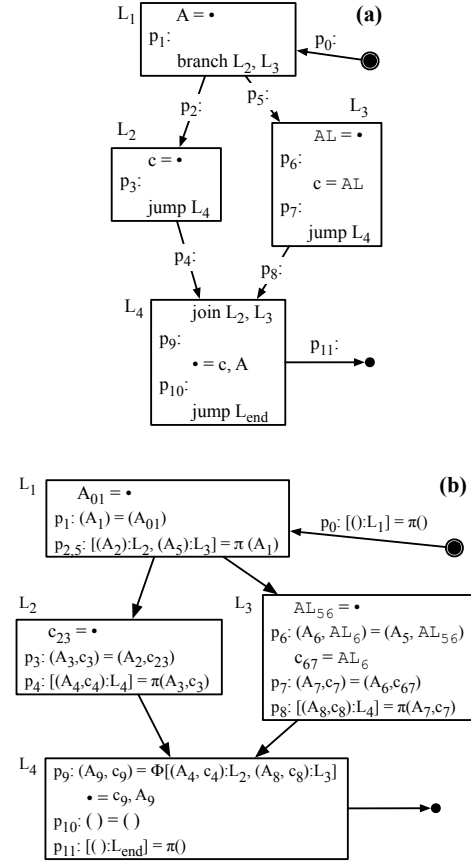 (a)
L1
A = •
p1:
branch L2, L3
p0:
p2:
p5:
L2
c = •
p3:
jump L4
L3
AL = •
p6:
c = AL
p7:
jump L4
p4:
p8:
L4
join L2, L3
p9:
• = c, A
p10:
jump Lend
p11:
(b)
L1
A01 = •
p1: (A1) = (A01)
p2,5: [(A2):L2, (A5):L3] = π (A1)
p0: [():L1] = π()
L2
c23 = •
p3: (A3,c3) = (A2,c23)
p4: [(A4,c4):L4] = π(A3,c3)
L3
AL56 = •
p6: (A6, AL6) = (A5, AL56)
c67 = AL6
p7: (A7,c7) = (A6,c67)
p8: [(A8,c8):L4] = π(A7,c7)
L4
p9: (A9, c9) = Φ[(A4, c4):L2, (A8, c8):L3]
• = c9, A9
p10: ( ) = ( )
p11: [( ):Lend] = π()